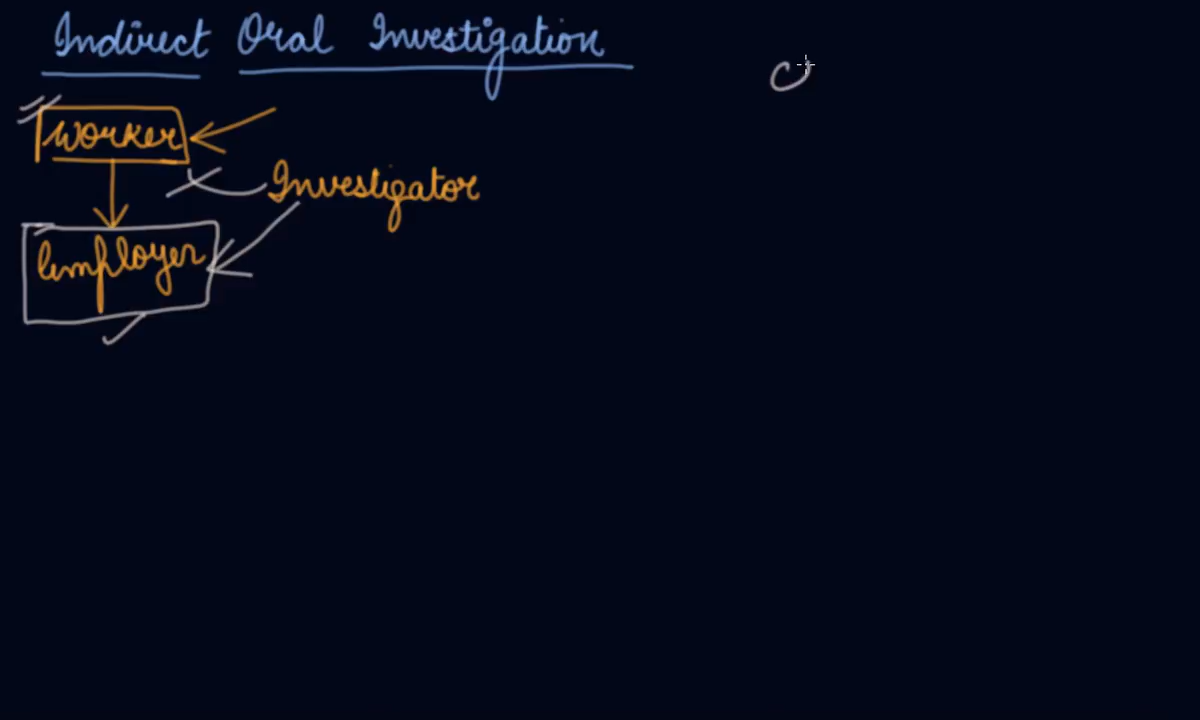 Indirect Oral Investigation
Worker
Investigator
Employer